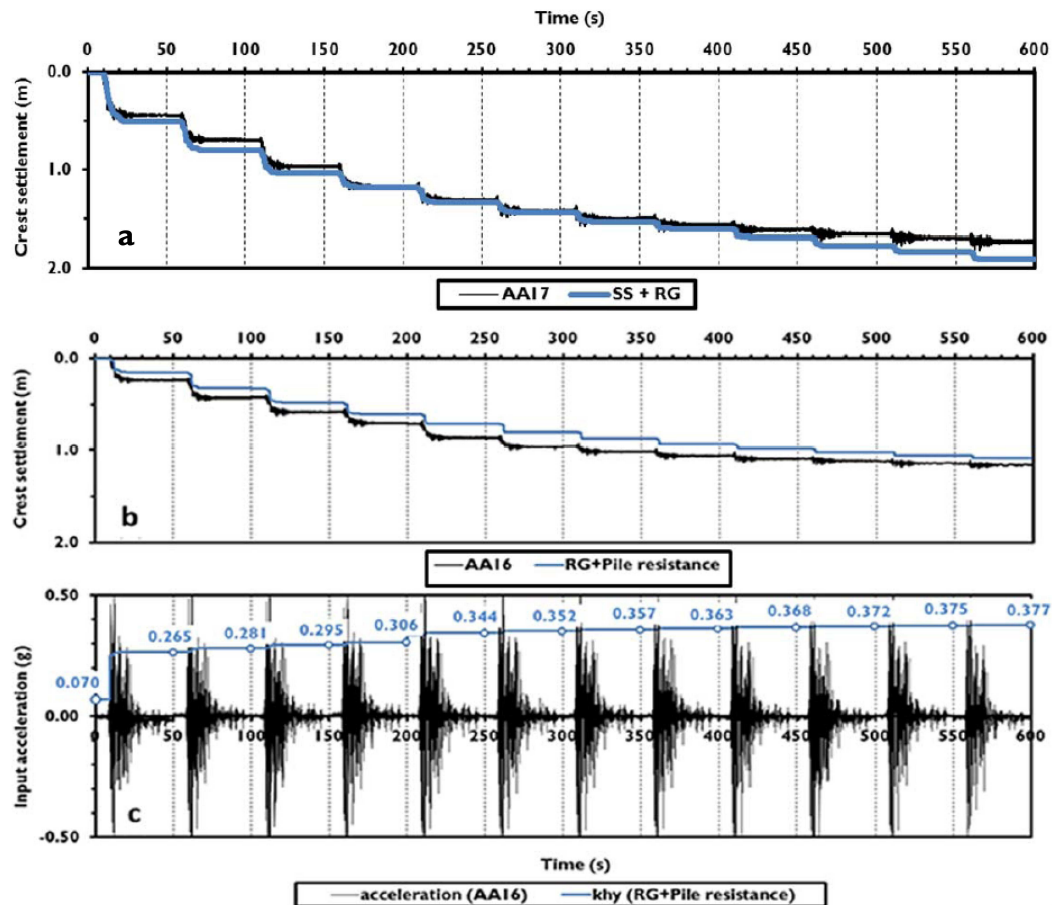 Time (s)
0 50 100 150 200 250 300 350 400 450 500 550 600
0.0
Crest settlement (m)
1.0
a
2.0
AA17 SS + RG
0 50 100 150 200 250 300 350 400 450 500 550 600
0.0
Crest settlement (m)
1.0
b
2.0
AA16 RG+Pile resistance
0.50
0.070 0.265 0.281 0.295 0.306 0.344 0.352 0.357 0.363 0.368 0.372 0.375 0.377
Input acceleration (g)
0.00
0 50 100 150 200 250 300 350 400 450 500 550 600
c
-0.50
Time (s)
acceleration (AA16) khy (RG+Pile resistance)